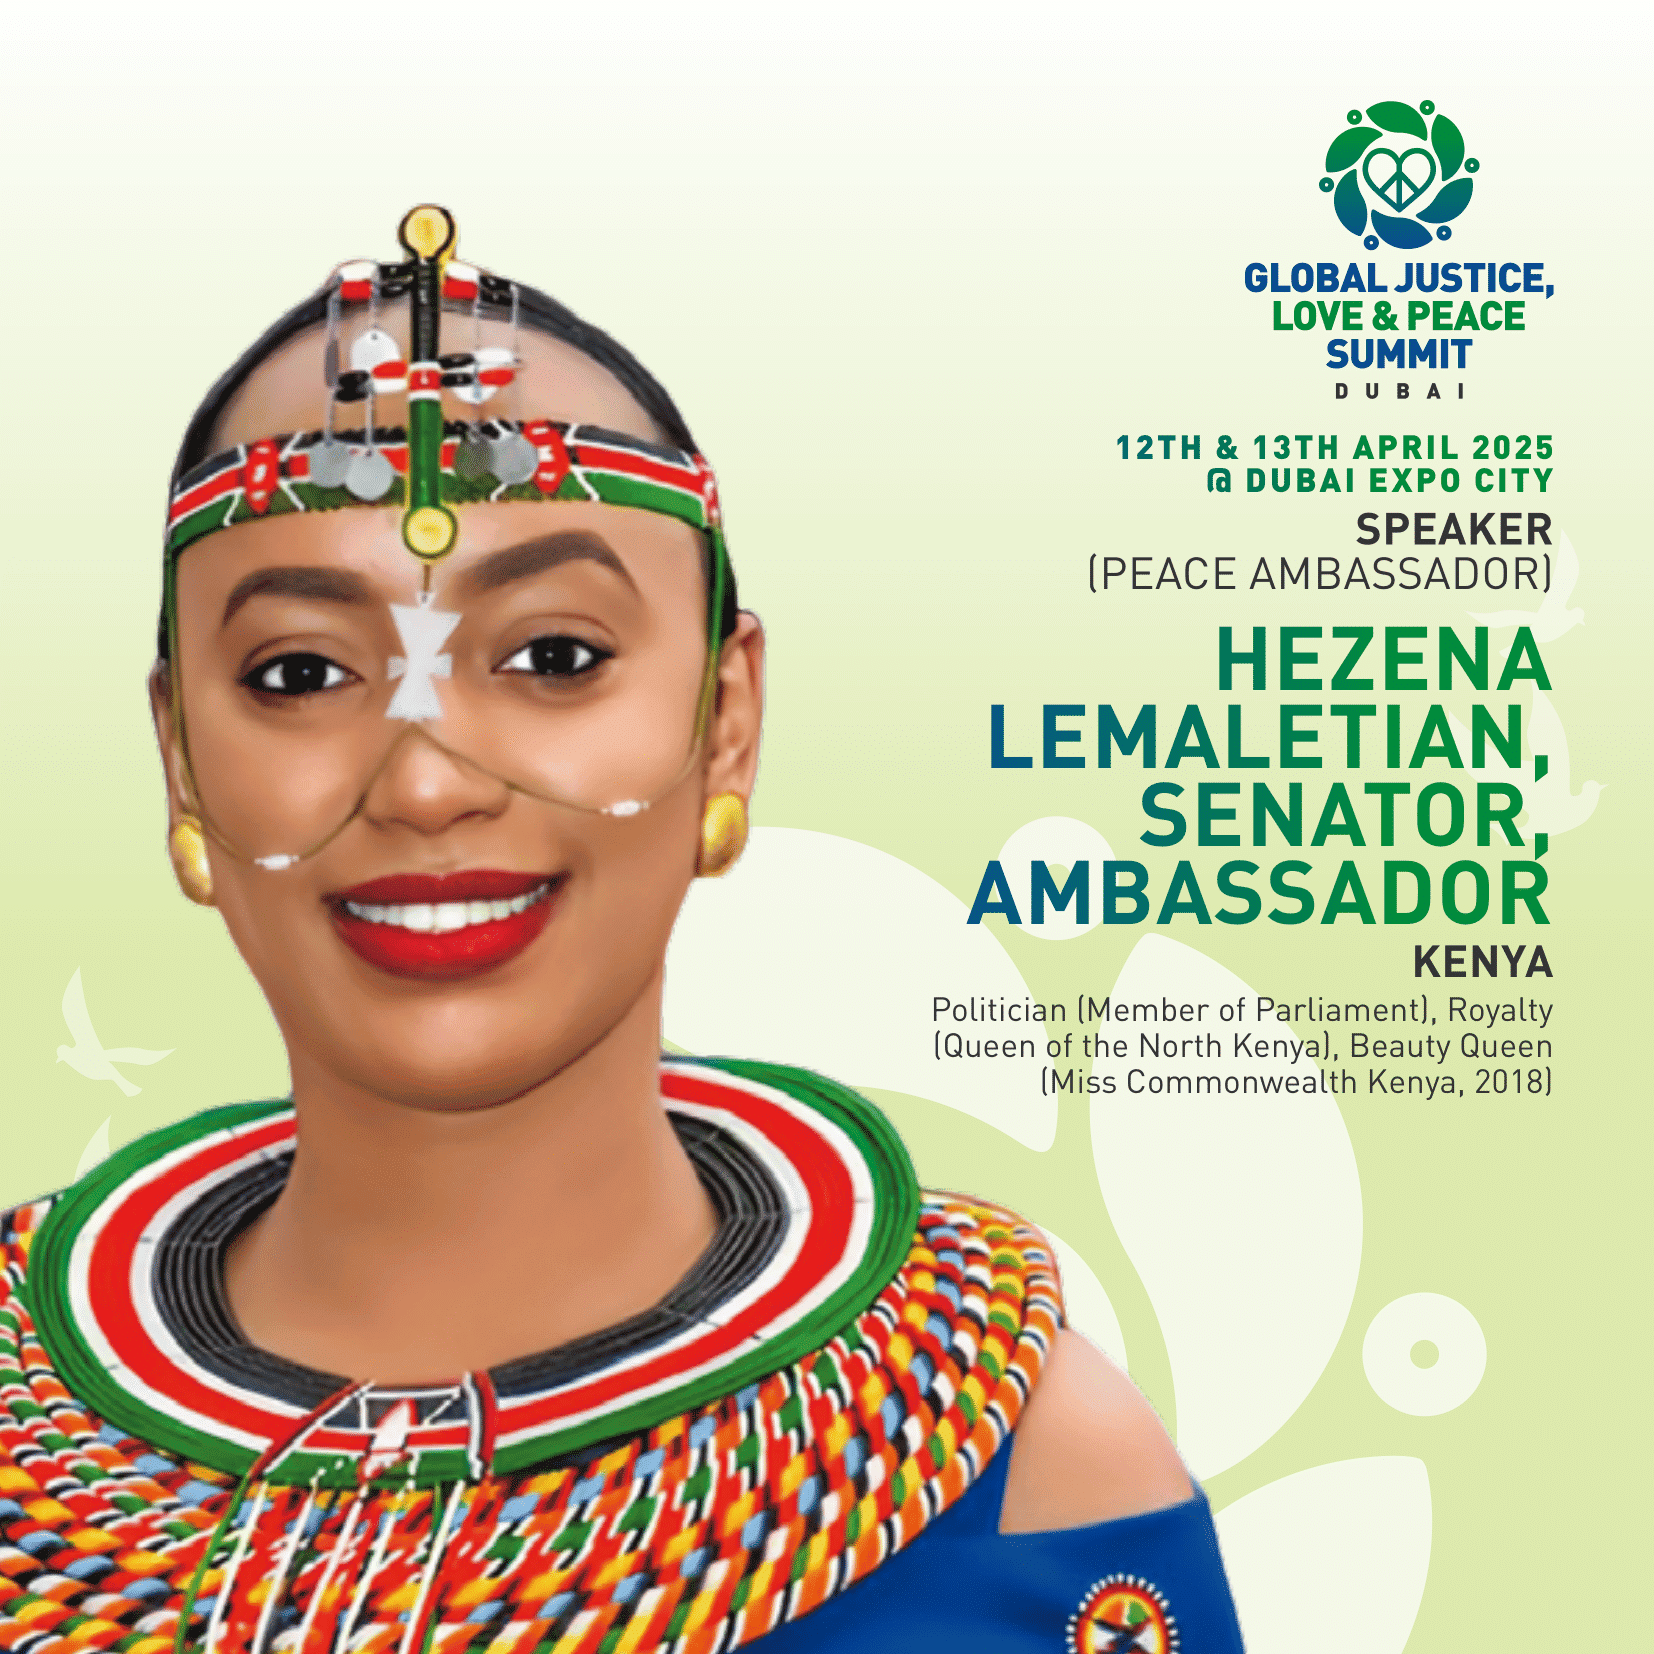 GLOBAL JUSTICE,
LOVE & PEACE
SUMMIT
DUBAI
12TH & 13TH APRIL 2025
@ DUBAI EXPO CITY
SPEAKER
(PEACE AMBASSADOR)
HEZENA
LEMALETIAN,
SENATOR,
AMBASSADOR
KENYA
Politician (Member of Parliament), Royalty
(Queen of the North Kenya), Beauty Queen
(Miss Commonwealth Kenya, 2018)